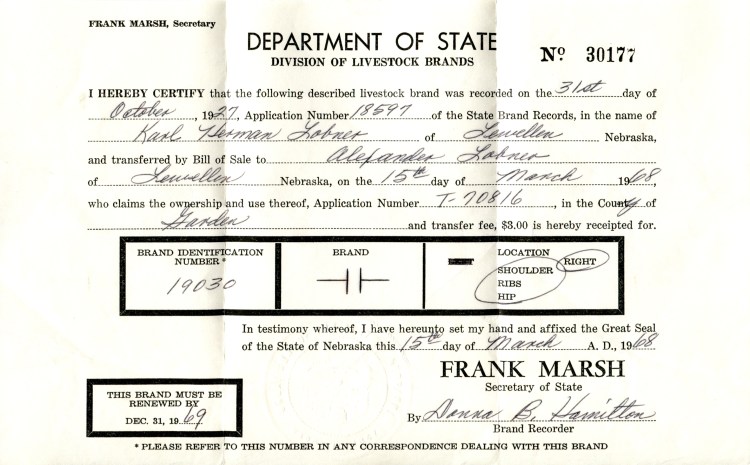 FRANK MARSH, Secretary
DEPARTMENT OF STATE
DIVISION OF LIVESTOCK BRANDS
No 30177
I HEREBY CERTIFY that the following described livestock brand was recorded on the 31st day of
October, 1927, Application Number 18597 of the State Brand Records, in the name of
Karl Herman Lobner of Lewellen Nebraska,
and transferred by Bill of Sale to Alexander Lobner
of Lewellen Nebraska, on the 15th day of March 1968,
who claims the ownership and use thereof, Application Number T-70816, in the County of
Garden and transfer fee, $3.00 is hereby receipted for.
BRAND IDENTIFICATION
NUMBER*
19030
BRAND
LOCATION
RIGHT
SHOULDER
RIBS
HIP
In testimony whereof, I have hereunto set my hand and affixed the Great Seal
of the State of Nebraska this 15th day of March A. D., 1968
FRANK MARSH
Secretary of State
By Donna B. Hamilton
Brand Recorder
THIS BRAND MUST BE
RENEWED BY
DEC. 31, 1969
* PLEASE REFER TO THIS NUMBER IN ANY CORRESPONDENCE DEALING WITH THIS BRAND